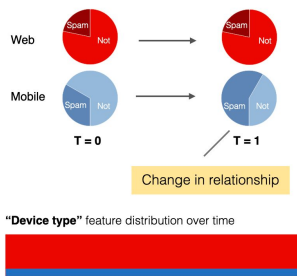 Web
Spam
Not
Spam
Not
Mobile
Spam
Not
Spam
Not
T = 0
T = 1
Change in relationship
“Device type” feature distribution over time